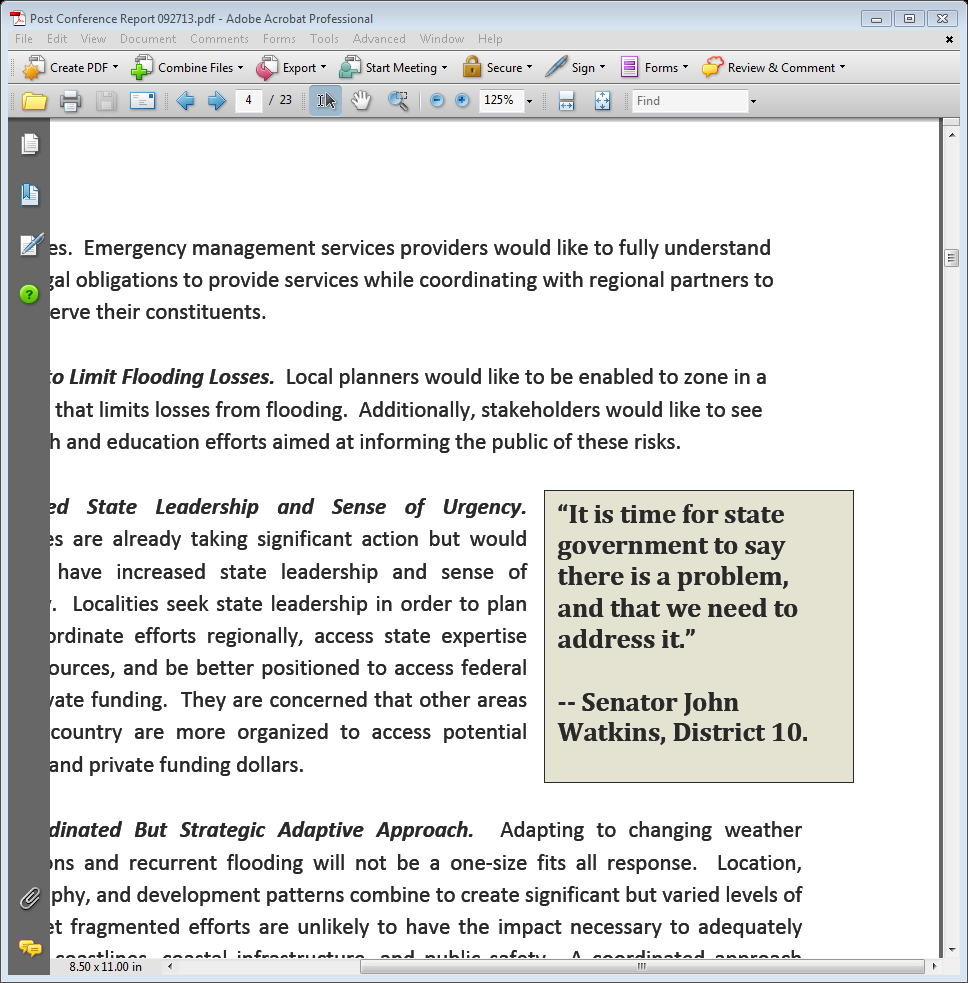 Post Conference Report 092713.pdf - Adobe Acrobat Professional
File Edit View Document Comments Forms Tools Advanced Window Help
Create PDF Combine Files Export Start Meeting Secure Sign Forms Review & Comment
4 / 23 125% Find
es. Emergency management services providers would like to fully understand
gal obligations to provide services while coordinating with regional partners to
erve their constituents.
to Limit Flooding Losses. Local planners would like to be enabled to zone in a
that limits losses from flooding. Additionally, stakeholders would like to see
h and education efforts aimed at informing the public of these risks.
ed State Leadership and Sense of Urgency.
es are already taking significant action but would
have increased state leadership and sense of
. Localities seek state leadership in order to plan
ordinate efforts regionally, access state expertise
ources, and be better positioned to access federal
vate funding. They are concerned that other areas
country are more organized to access potential
and private funding dollars.
“It is time for state
government to say
there is a problem,
and that we need to
address it.”
-- Senator John
Watkins, District 10.
dinated But Strategic Adaptive Approach. Adapting to changing weather
ons and recurrent flooding will not be a one-size fits all response. Location,
phy, and development patterns combine to create significant but varied levels of
et fragmented efforts are unlikely to have the impact necessary to adequately
coastlines, coastal infrastructure, and public safety. A coordinated approach
8.50 x 11.00 in